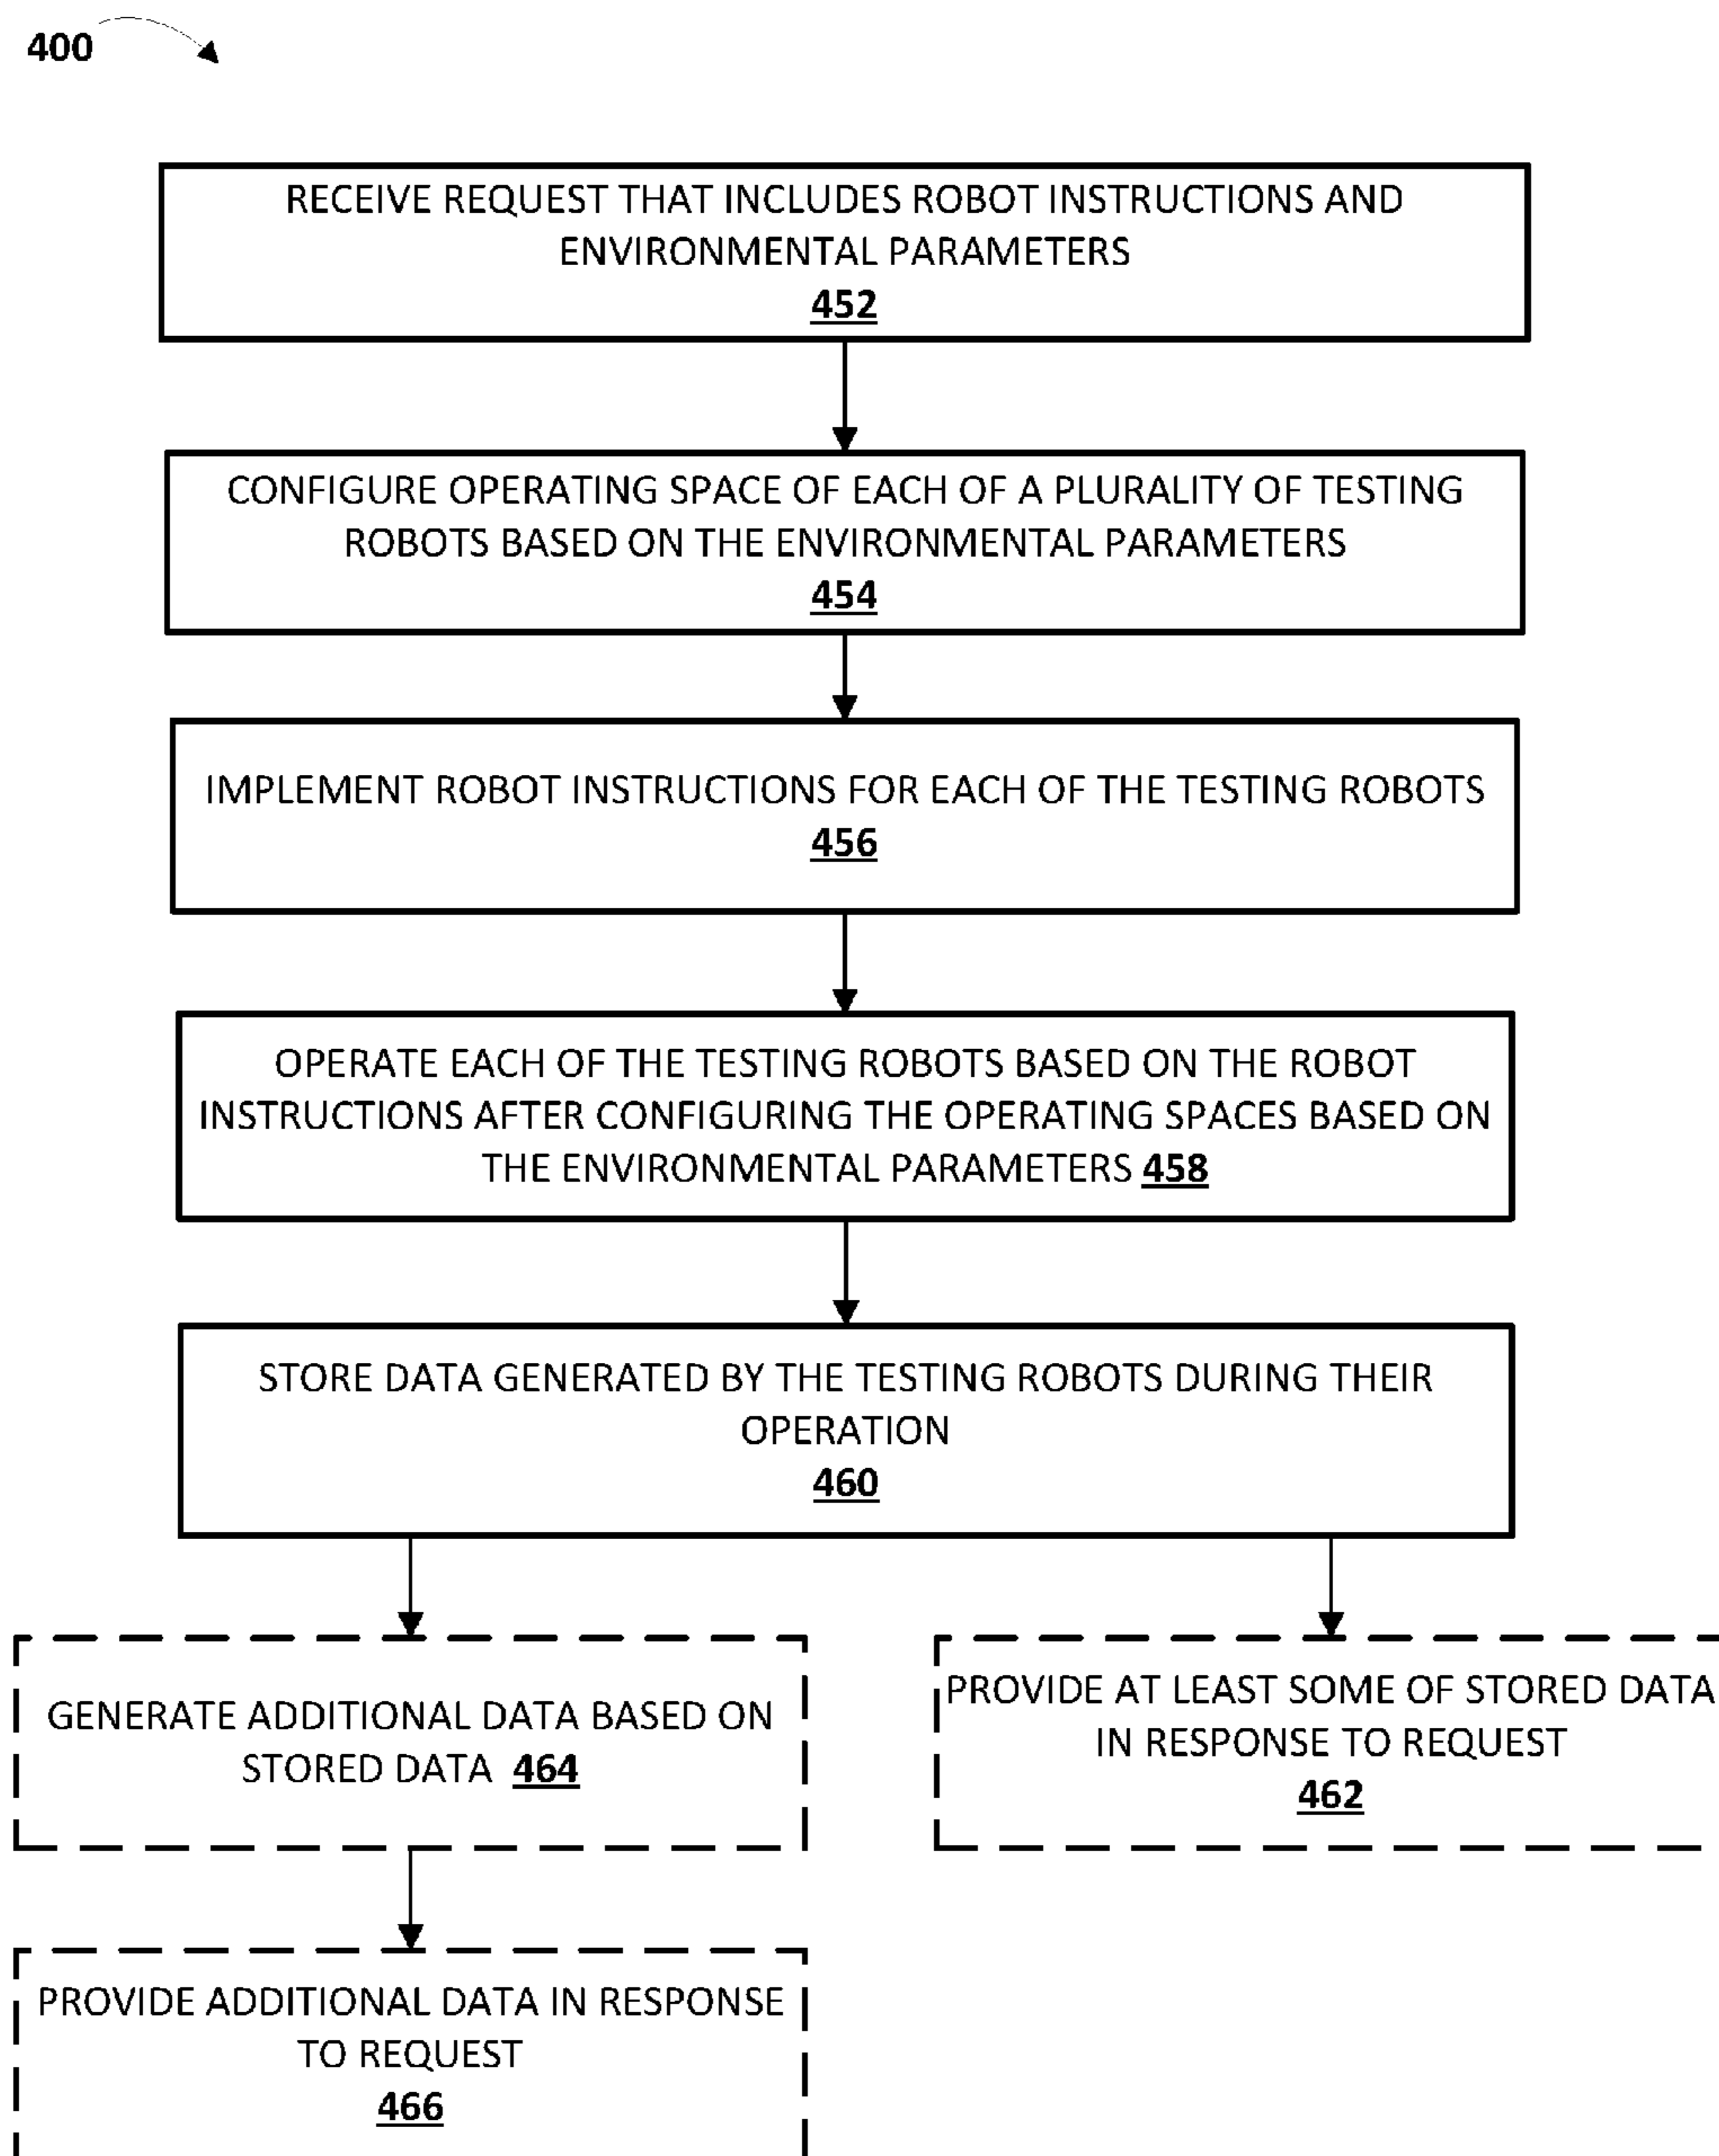 400
RECEIVE REQUEST THAT INCLUDES ROBOT INSTRUCTIONS AND
ENVIRONMENTAL PARAMETERS
452
CONFIGURE OPERATING SPACE OF EACH OF A PLURALITY OF TESTING
ROBOTS BASED ON THE ENVIRONMENTAL PARAMETERS
454
IMPLEMENT ROBOT INSTRUCTIONS FOR EACH OF THE TESTING ROBOTS
456
OPERATE EACH OF THE TESTING ROBOTS BASED ON THE ROBOT
INSTRUCTIONS AFTER CONFIGURING THE OPERATING SPACES BASED ON
THE ENVIRONMENTAL PARAMETERS 458
STORE DATA GENERATED BY THE TESTING ROBOTS DURING THEIR
OPERATION
460
GENERATE ADDITIONAL DATA BASED ON
STORED DATA 464
PROVIDE AT LEAST SOME OF STORED DATA
IN RESPONSE TO REQUEST
462
PROVIDE ADDITIONAL DATA IN RESPONSE
TO REQUEST
466